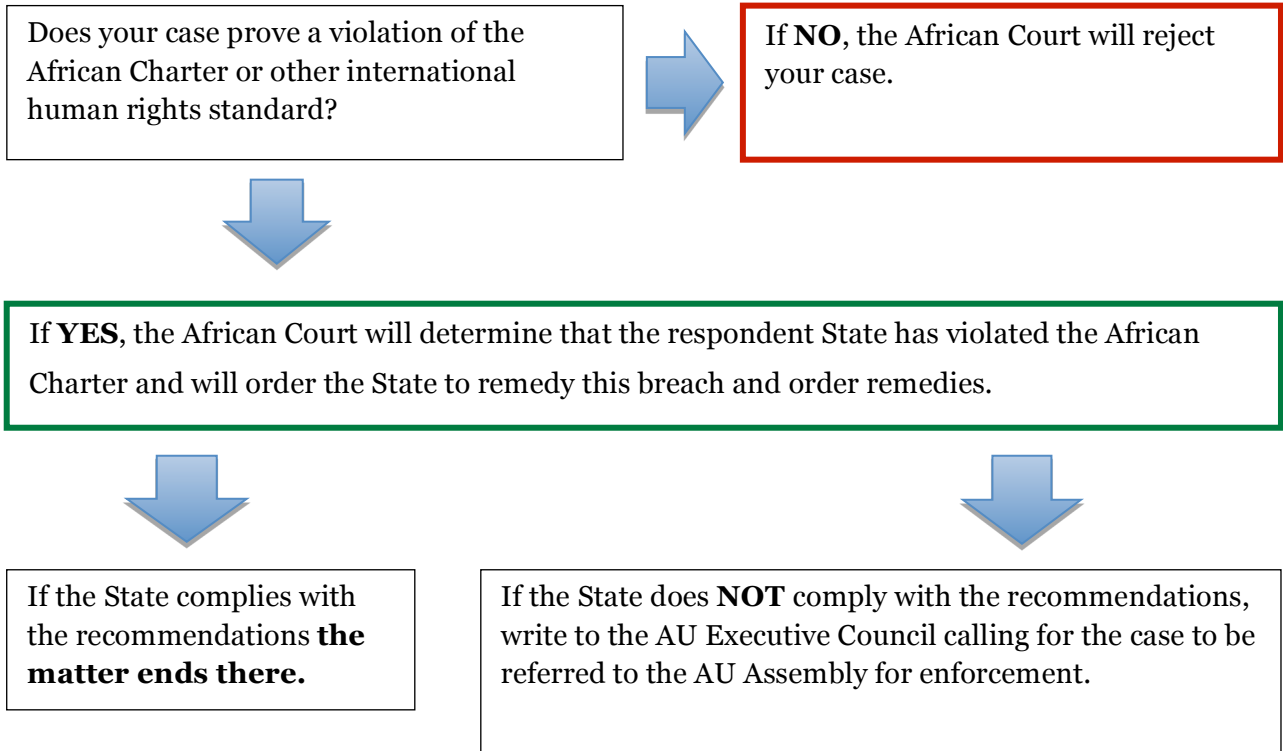 Does your case prove a violation of the
African Charter or other international
human rights standard?
If NO, the African Court will reject
your case.
If YES, the African Court will determine that the respondent State has violated the African
Charter and will order the State to remedy this breach and order remedies.
If the State complies with
the recommendations the
matter ends there.
If the State does NOT comply with the recommendations,
write to the AU Executive Council calling for the case to be
referred to the AU Assembly for enforcement.